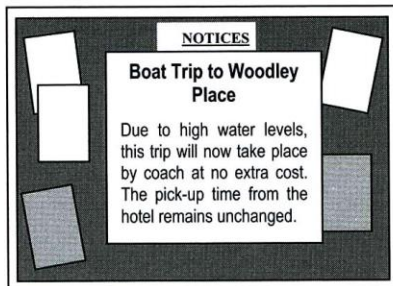 NOTICES
Boat Trip to Woodley
Place
Due to high water levels,
this trip will now take place
by coach at no extra cost.
The pick-up time from the
hotel remains unchanged.